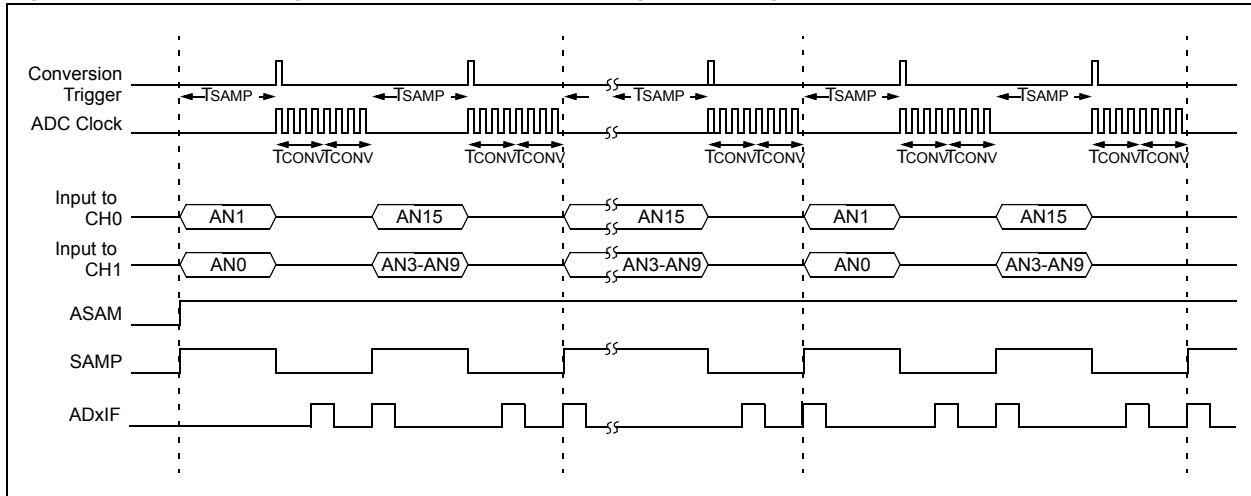 Conversion
Trigger
TSAMP TSAMP TSAMP TSAMP TSAMP
ADC Clock
TCONV TCONV TCONV TCONV TCONV TCONV TCONV TCONV TCONV TCONV
Input to
CH0
AN1 AN15 AN15 AN1 AN15
Input to
CH1
AN0 AN3-AN9 AN3-AN9 AN0 AN3-AN9
ASAM
SAMP
ADxIF